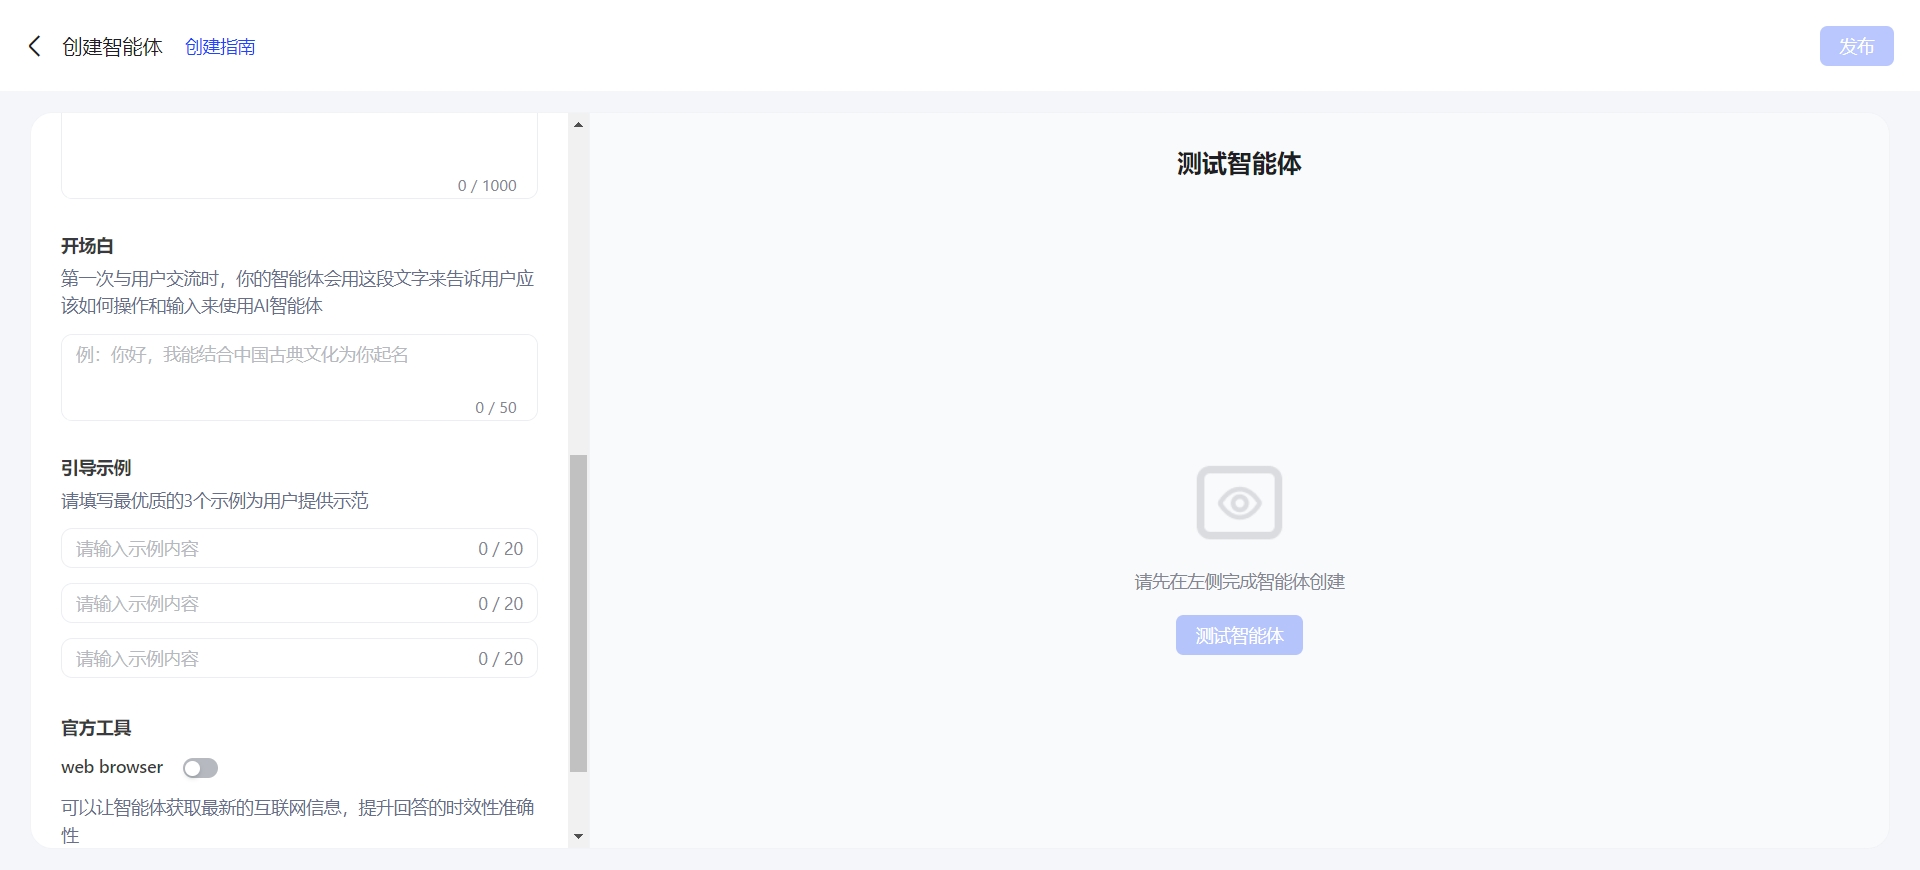 创建智能体 创建指南 发布
0 / 1000
开场白
第一次与用户交流时，你的智能体会用这段文字来告诉用户应
该如何操作和输入来使用AI智能体
例：你好，我能结合中国古典文化为你起名
0 / 50
引导示例
请填写最优质的3个示例为用户提供示范
请输入示例内容 0 / 20
请输入示例内容 0 / 20
请输入示例内容 0 / 20
官方工具
web browser
可以让智能体获取最新的互联网信息，提升回答的时效性准确
性
测试智能体
请先在左侧完成智能体创建
测试智能体